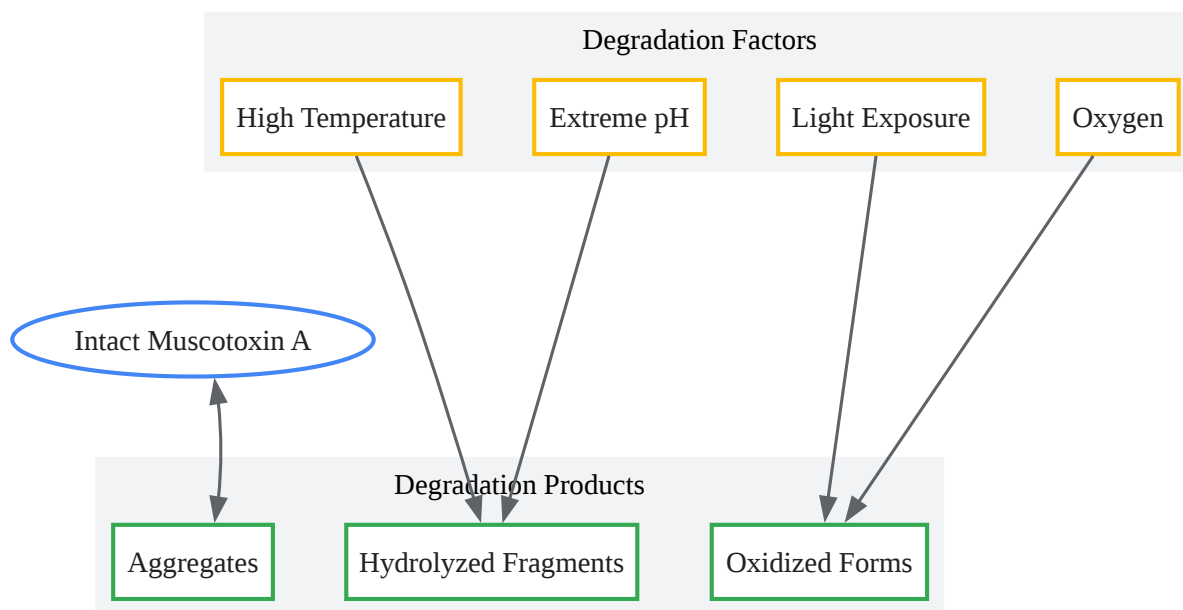 Degradation Factors
High Temperature
Extreme pH
Light Exposure
Oxygen
Intact Muscotoxin A
Degradation Products
Aggregates
Hydrolyzed Fragments
Oxidized Forms